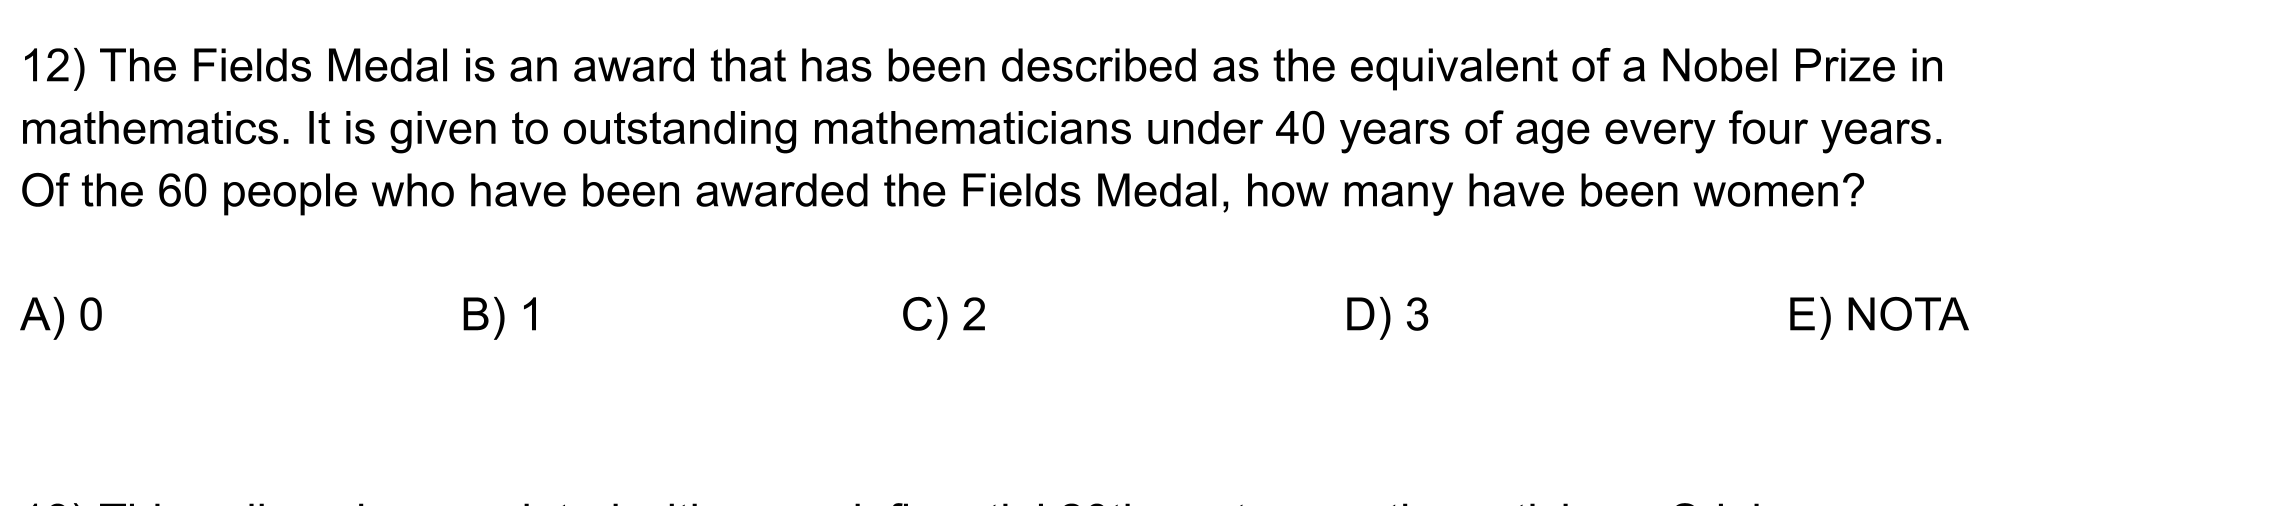 12) The Fields Medal is an award that has been described as the equivalent of a Nobel Prize in
mathematics. It is given to outstanding mathematicians under 40 years of age every four years.
Of the 60 people who have been awarded the Fields Medal, how many have been women?
A) 0 B) 1 C) 2 D) 3 E) NOTA